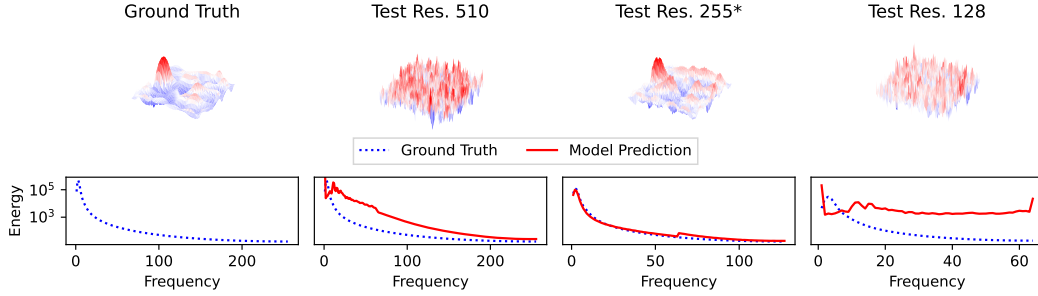 Ground Truth
Test Res. 510
Test Res. 255*
Test Res. 128
Ground Truth
Model Prediction
Energy
10^5
10^3
0 100 200
0 100 200
0 50 100
0 20 40 60
Frequency
Frequency
Frequency
Frequency